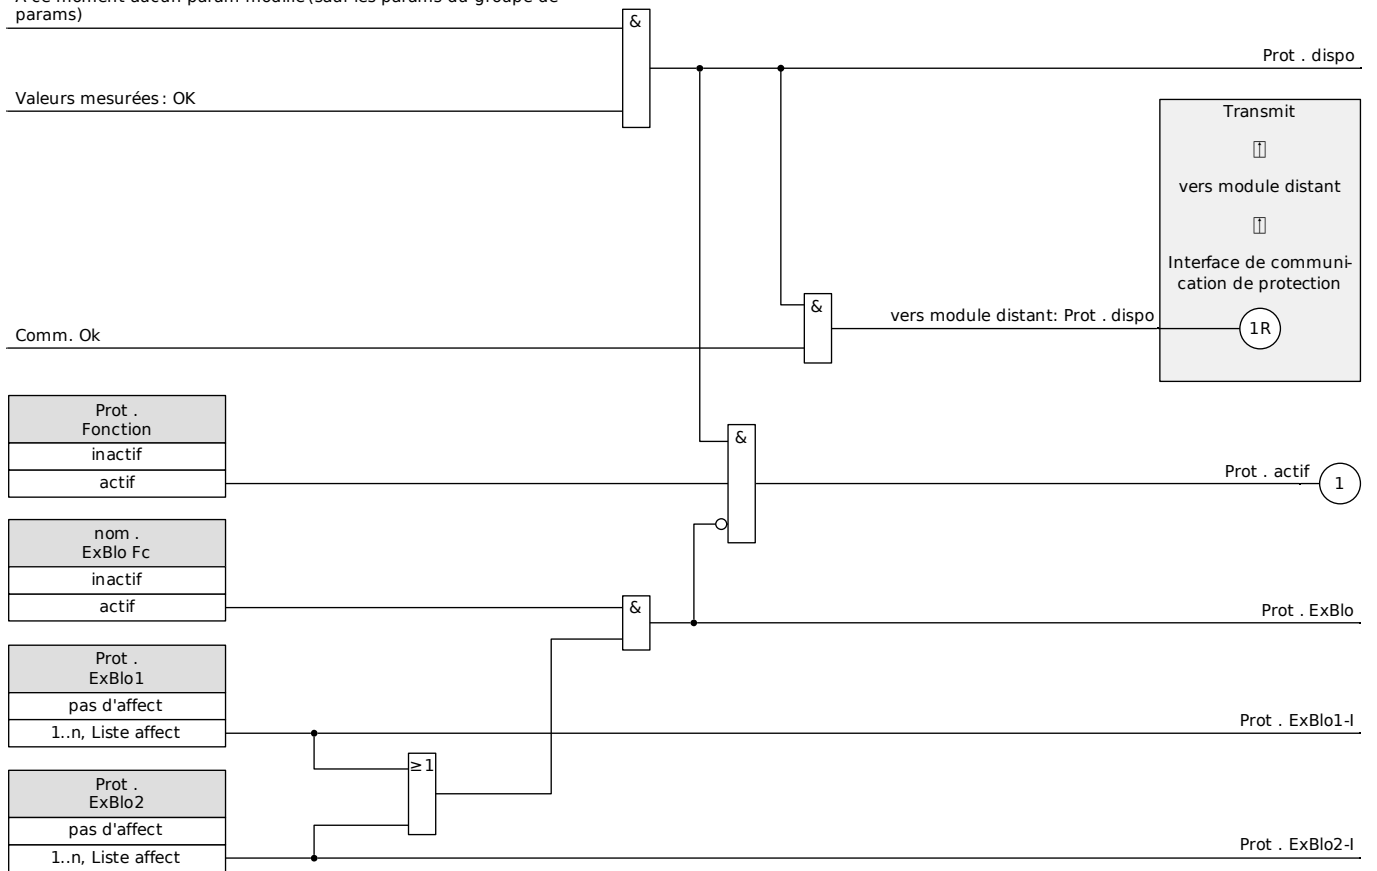 params)
&
Prot . dispo
Valeurs mesurées : OK
Transmit
vers module distant
Interface de communi-
cation de protection
&
vers module distant: Prot . dispo
1R
Comm. Ok
Prot .
Fonction
inactif
actif
&
Prot . actif
1
nom .
ExBlo Fc
inactif
actif
&
Prot . ExBlo
Prot .
ExBlo1
pas d'affect
1..n, Liste affect
Prot . ExBlo1-I
≥1
Prot .
ExBlo2
pas d'affect
1..n, Liste affect
Prot . ExBlo2-I